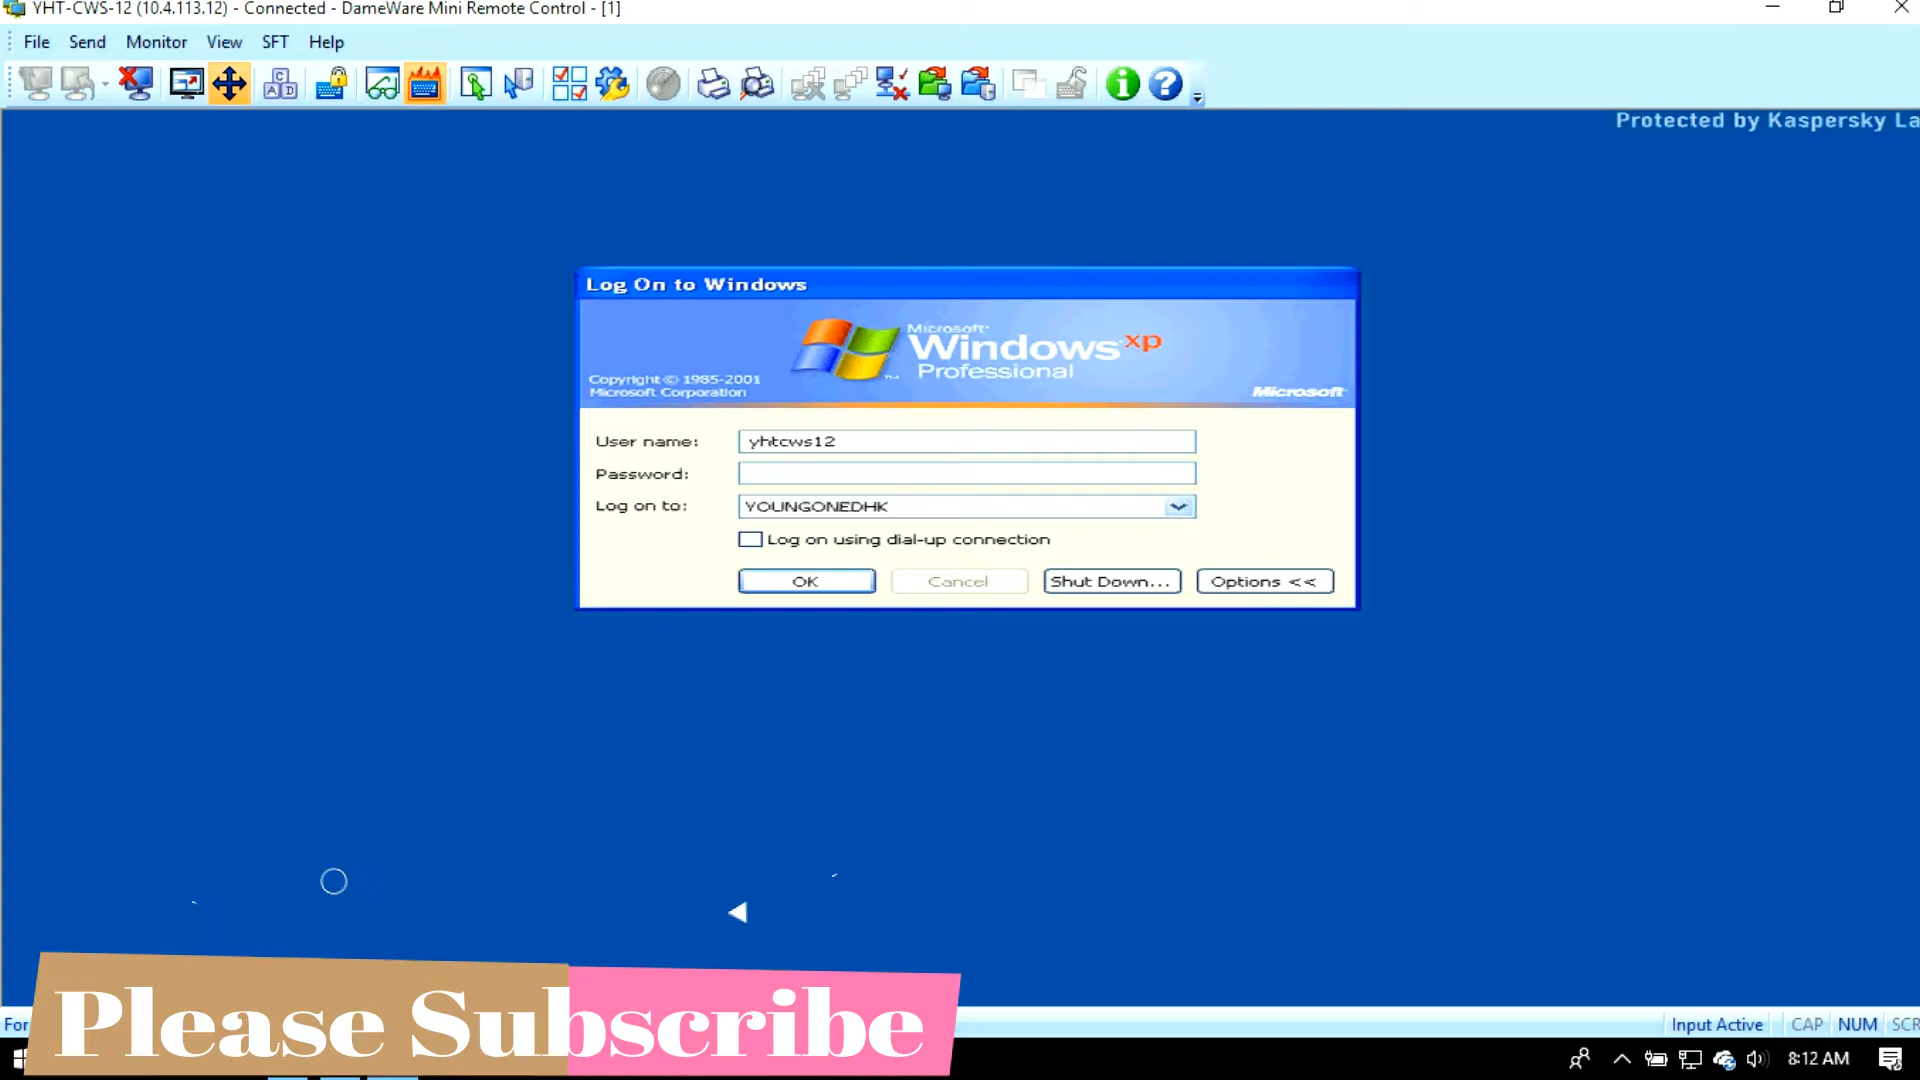 YHT-CWS-12 (10.4.113.12) - Connected - DameWare Mini Remote Control - [1]
File Send Monitor View SFT Help
C
A D
Protected by Kaspersky La
Log On to Windows
Microsoft®
Windows xp
Professional
Copyright © 1985-2001
Microsoft Corporation
Microsoft
User name: yhtcws12
Password:
Log on to: YOUNGONEDHK
Log on using dial-up connection
OK Cancel Shut Down... Options <<
Please Subscribe
For
Input Active CAP NUM SCR
8:12 AM